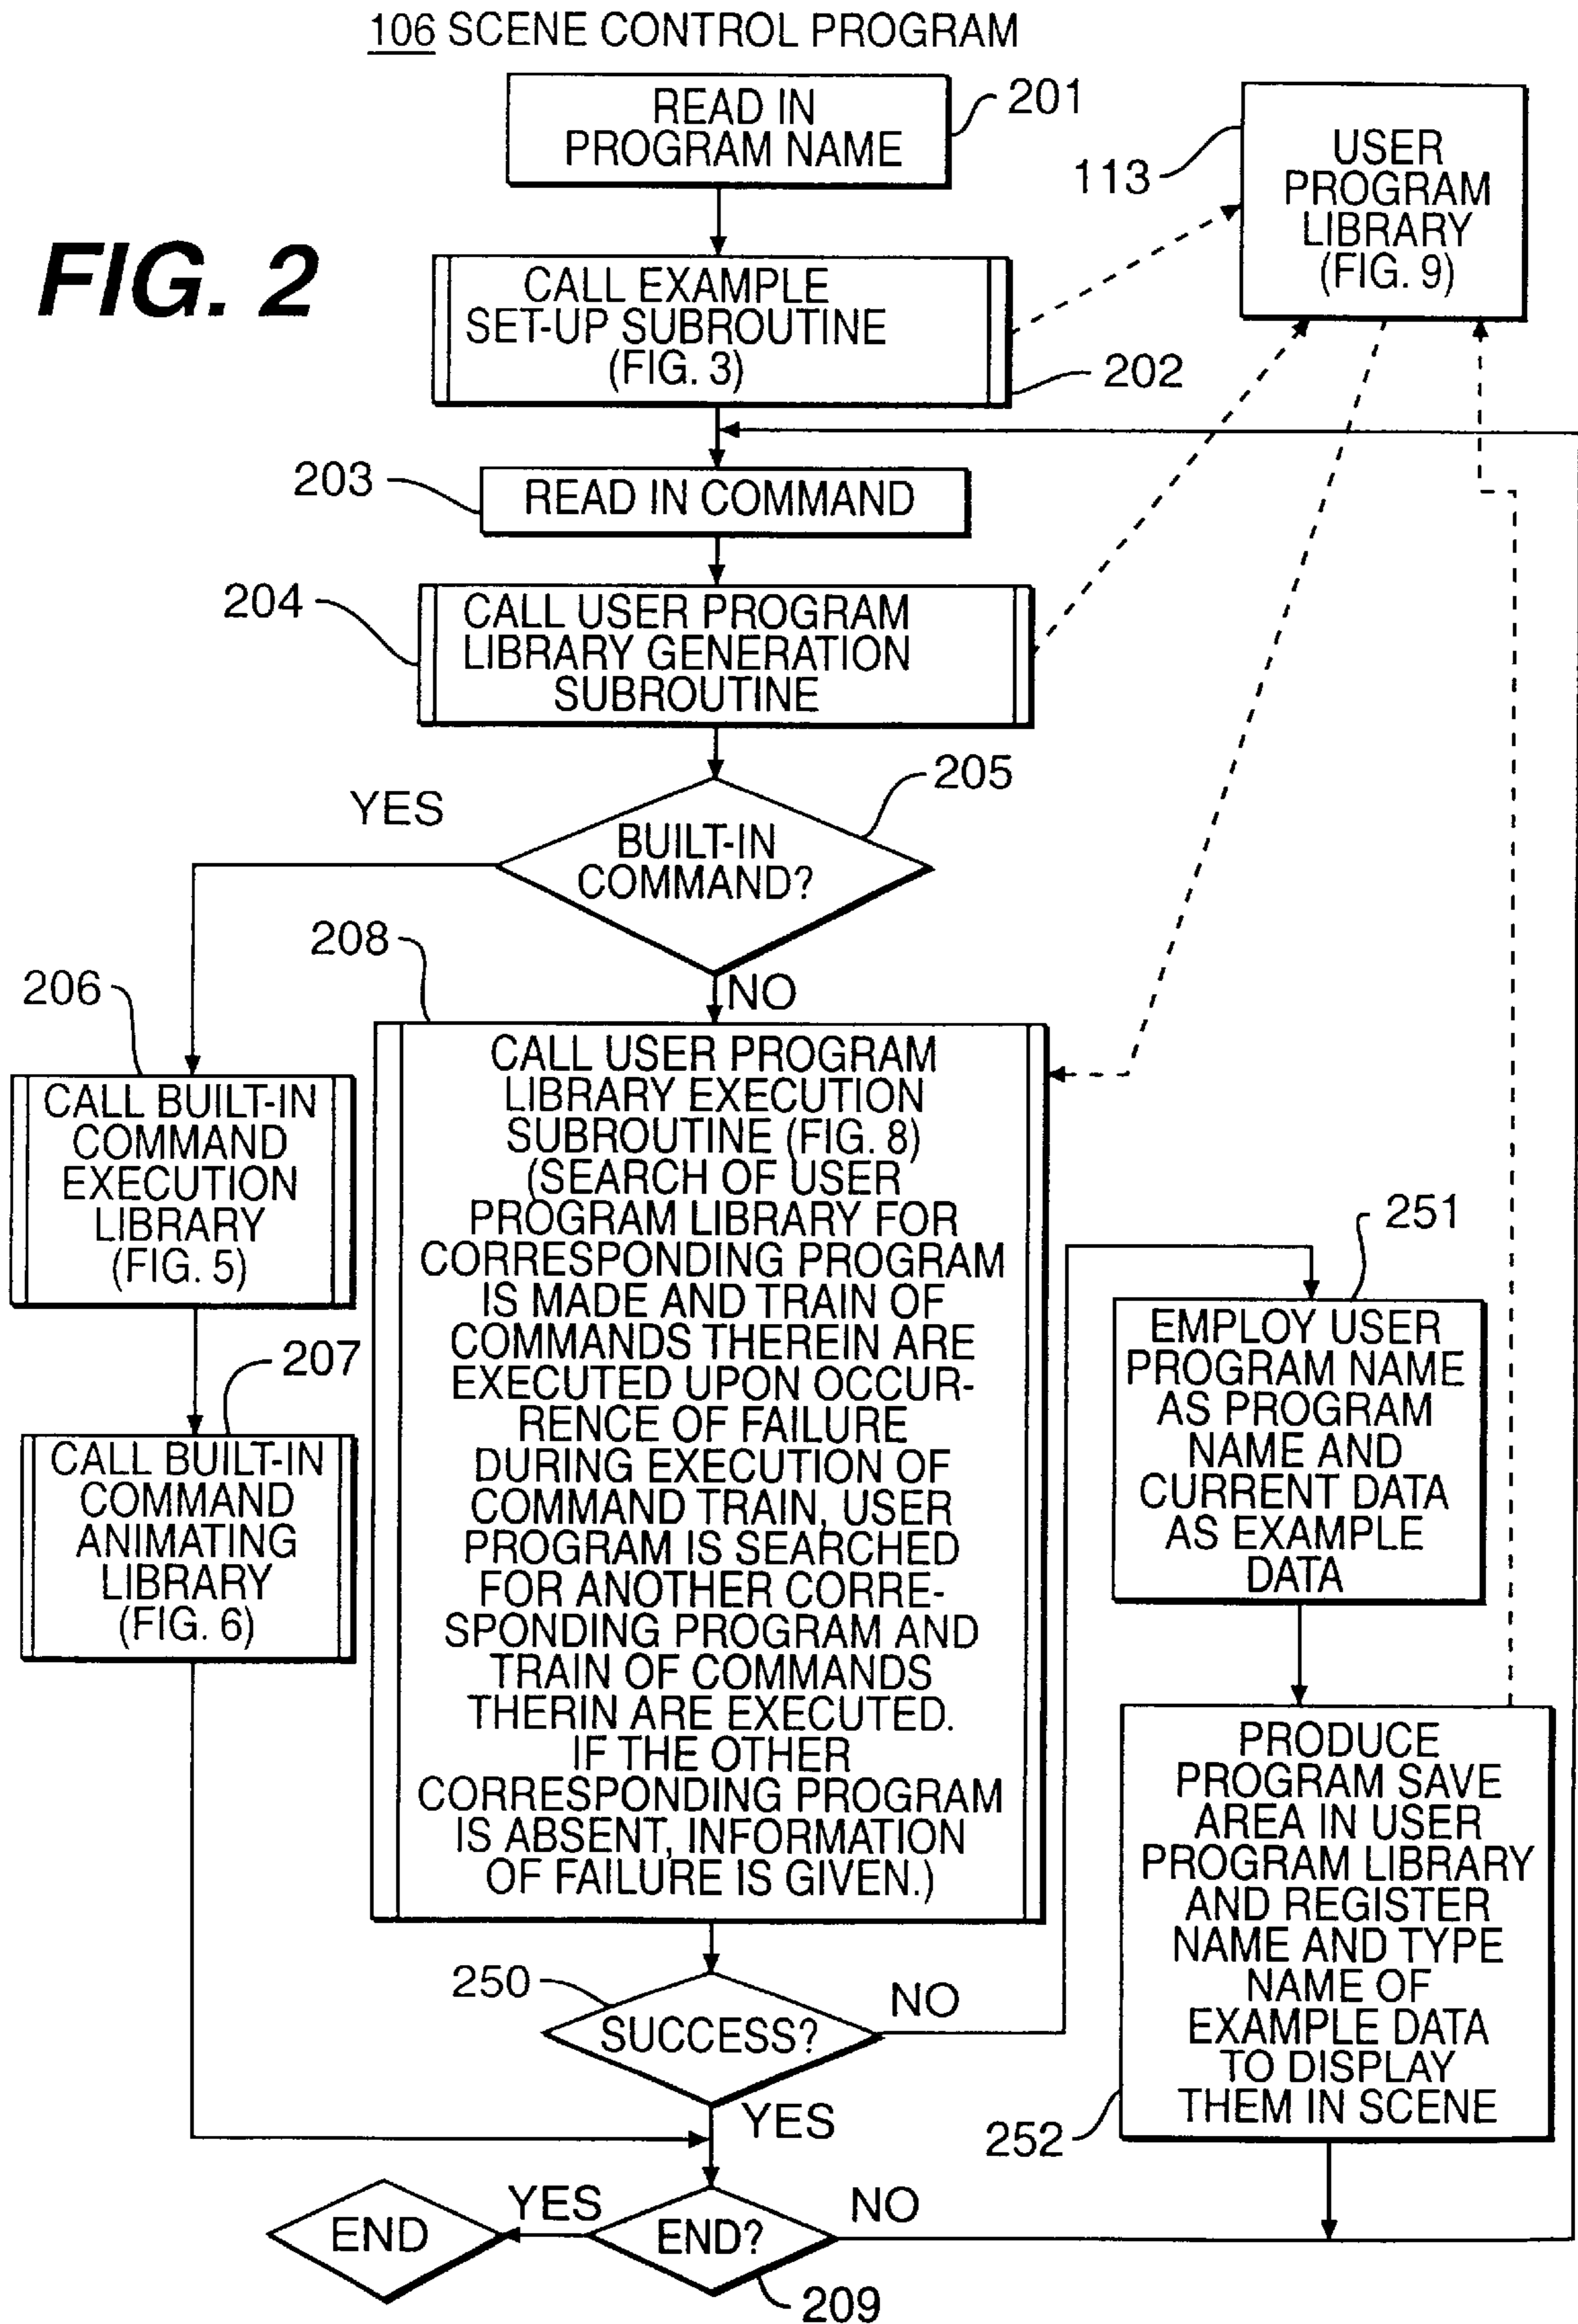 106 SCENE CONTROL PROGRAM
READ IN
PROGRAM NAME
201
USER
PROGRAM
LIBRARY
(FIG. 9)
113
FIG. 2
CALL EXAMPLE
SET-UP SUBROUTINE
(FIG. 3)
202
203
READ IN COMMAND
204
CALL USER PROGRAM
LIBRARY GENERATION
SUBROUTINE
205
YES
BUILT-IN
COMMAND?
NO
208
206
CALL BUILT-IN
COMMAND
EXECUTION
LIBRARY
(FIG. 5)
207
CALL BUILT-IN
COMMAND
ANIMATING
LIBRARY
(FIG. 6)
CALL USER PROGRAM
LIBRARY EXECUTION
SUBROUTINE (FIG. 8)
(SEARCH OF USER
PROGRAM LIBRARY FOR
CORRESPONDING PROGRAM
IS MADE AND TRAIN OF
COMMANDS THEREIN ARE
EXECUTED UPON OCCUR-
RENCE OF FAILURE
DURING EXECUTION OF
COMMAND TRAIN, USER
PROGRAM IS SEARCHED
FOR ANOTHER CORRE-
SPONDING PROGRAM AND
TRAIN OF COMMANDS
THERIN ARE EXECUTED.
IF THE OTHER
CORRESPONDING PROGRAM
IS ABSENT, INFORMATION
OF FAILURE IS GIVEN.)
251
EMPLOY USER
PROGRAM NAME
AS PROGRAM
NAME AND
CURRENT DATA
AS EXAMPLE
DATA
PRODUCE
PROGRAM SAVE
AREA IN USER
PROGRAM LIBRARY
AND REGISTER
NAME AND TYPE
NAME OF
EXAMPLE DATA
TO DISPLAY
THEM IN SCENE
252
250
SUCCESS?
NO
YES
END
YES
END?
NO
209